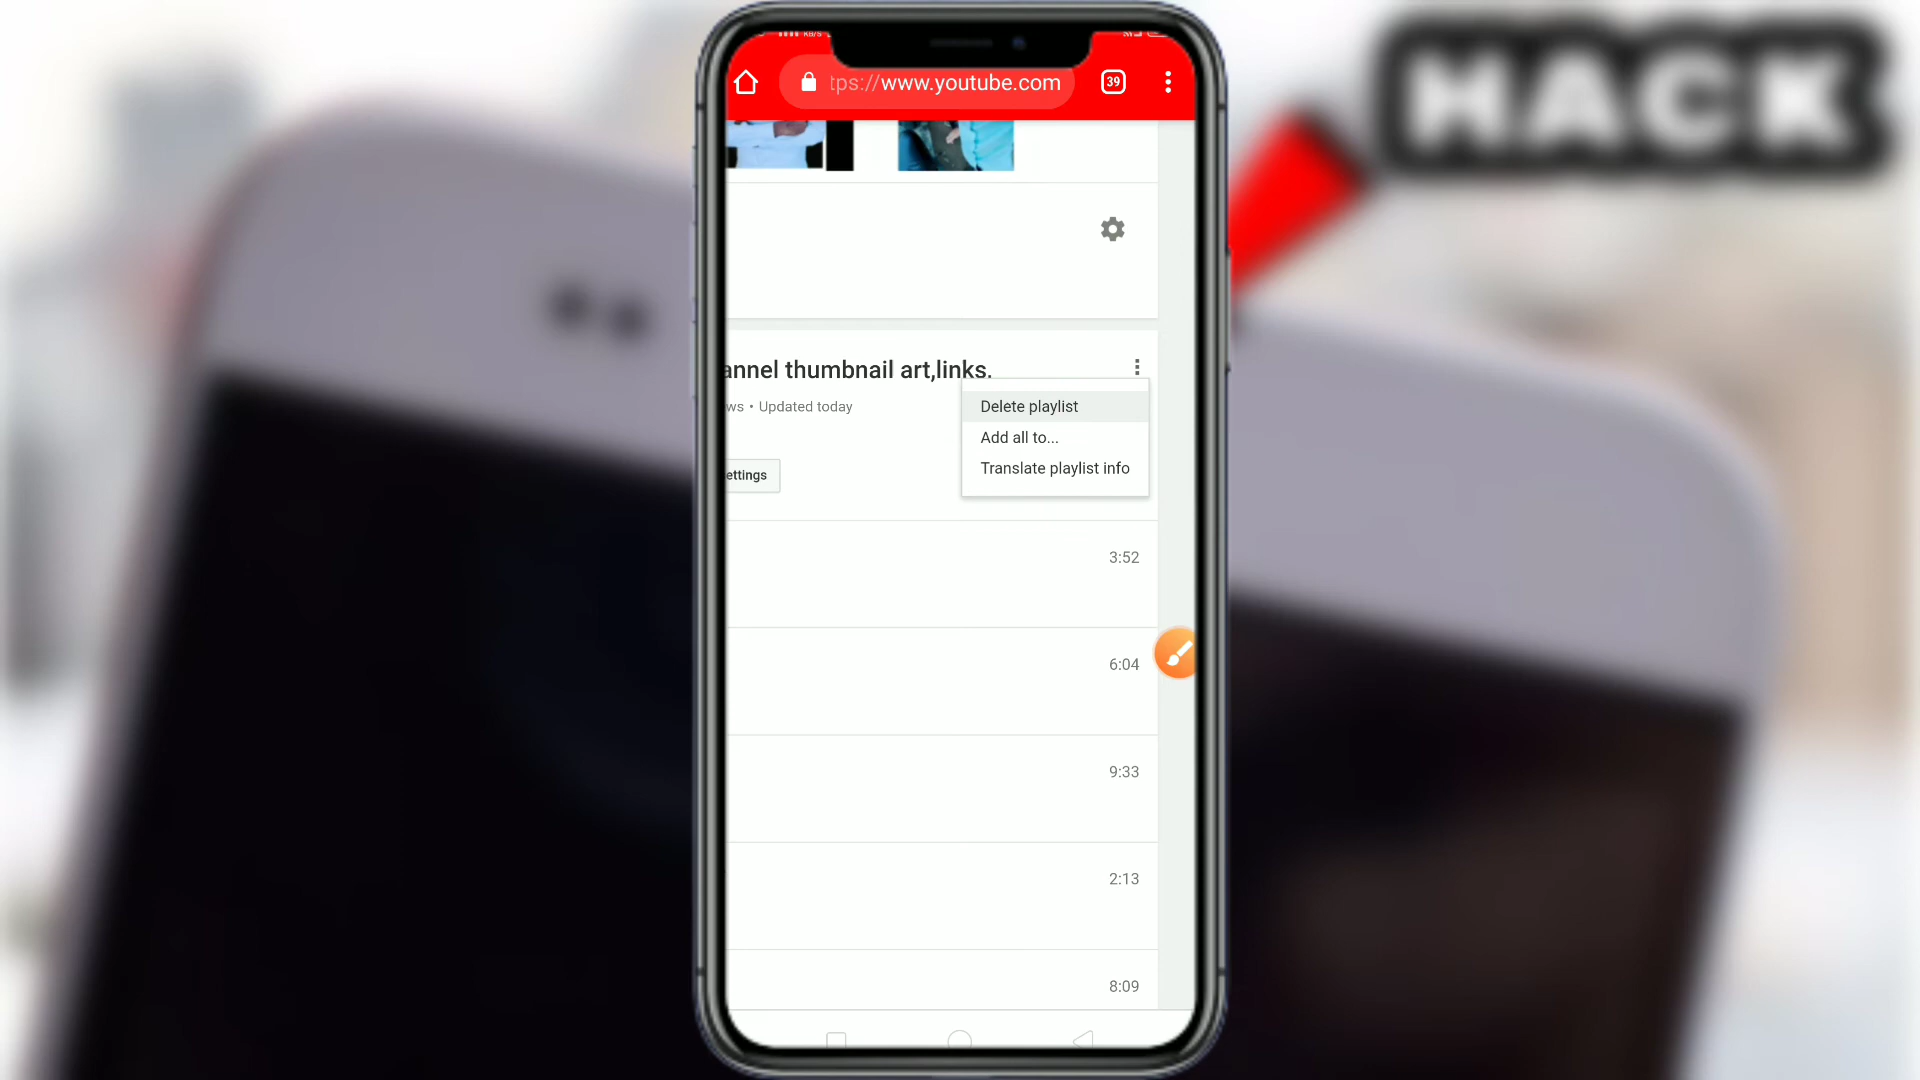 HACK
tps://www.youtube.com
39
annel thumbnail art,links.
ws • Updated today
Delete playlist
Add all to...
Translate playlist info
ettings
3:52
6:04
9:33
2:13
8:09